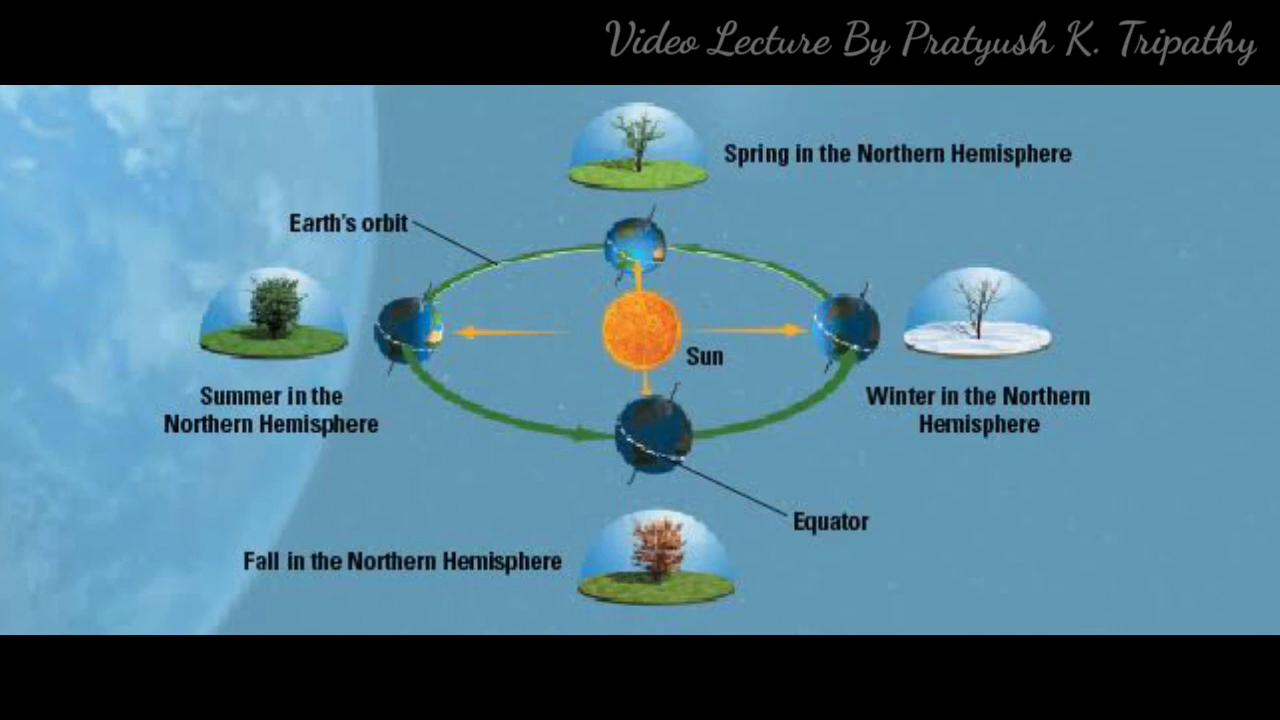 Video Lecture By Pratyush K. Tripathy
Spring in the Northern Hemisphere
Earth's orbit
Sun
Summer in the
Northern Hemisphere
Winter in the Northern
Hemisphere
Equator
Fall in the Northern Hemisphere